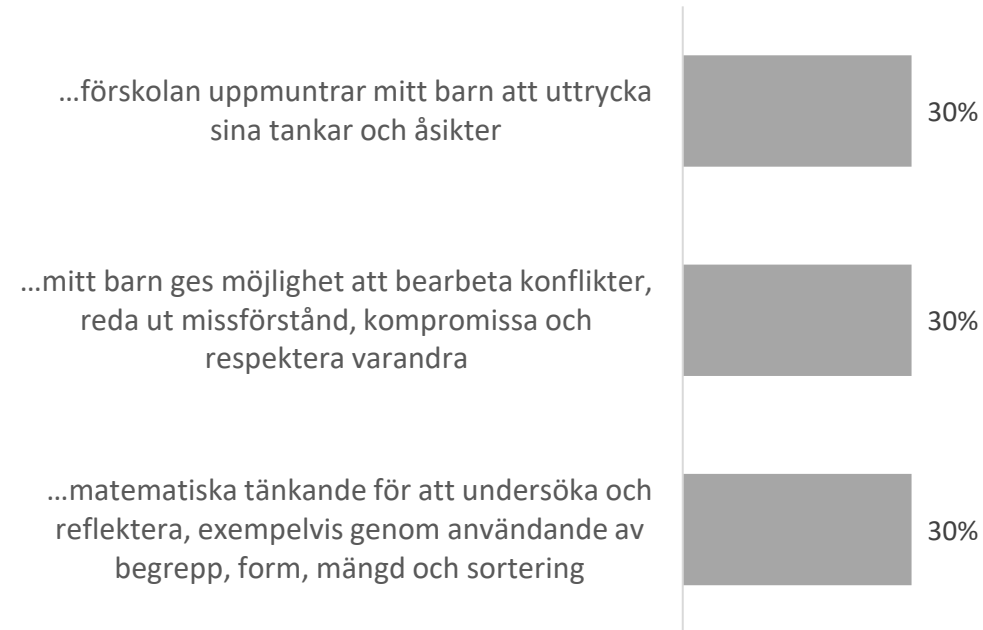 …förskolan uppmuntrar mitt barn att uttrycka
sina tankar och åsikter
30%
…mitt barn ges möjlighet att bearbeta konflikter,
reda ut missförstånd, kompromissa och
respektera varandra
30%
…matematiska tänkande för att undersöka och
reflektera, exempelvis genom användande av
begrepp, form, mängd och sortering
30%